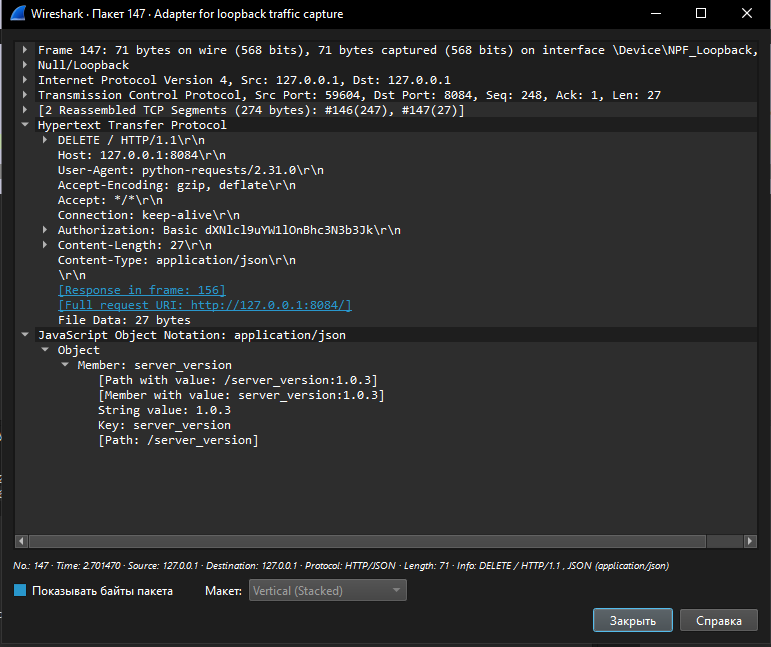 Wireshark · Пакет 147 · Adapter for loopback traffic capture
Frame 147: 71 bytes on wire (568 bits), 71 bytes captured (568 bits) on interface \Device\NPF_Loopback,
Null/Loopback
Internet Protocol Version 4, Src: 127.0.0.1, Dst: 127.0.0.1
Transmission Control Protocol, Src Port: 59604, Dst Port: 8084, Seq: 248, Ack: 1, Len: 27
[2 Reassembled TCP Segments (274 bytes): #146(247), #147(27)]
Hypertext Transfer Protocol
DELETE / HTTP/1.1\r\n
Host: 127.0.0.1:8084\r\n
User-Agent: python-requests/2.31.0\r\n
Accept-Encoding: gzip, deflate\r\n
Accept: */*\r\n
Connection: keep-alive\r\n
Authorization: Basic dXNlcl9uYW1lOnBhc3N3b3Jk\r\n
Content-Length: 27\r\n
Content-Type: application/json\r\n
\r\n
[Response in frame: 156]
[Full request URI: http://127.0.0.1:8084/]
File Data: 27 bytes
JavaScript Object Notation: application/json
Object
Member: server_version
[Path with value: /server_version:1.0.3]
[Member with value: server_version:1.0.3]
String value: 1.0.3
Key: server_version
[Path: /server_version]
No.: 147 · Time: 2.701470 · Source: 127.0.0.1 · Destination: 127.0.0.1 · Protocol: HTTP/JSON · Length: 71 · Info: DELETE / HTTP/1.1 , JSON (application/json)
Показывать байты пакета Макет: Vertical (Stacked)
Закрыть Справка